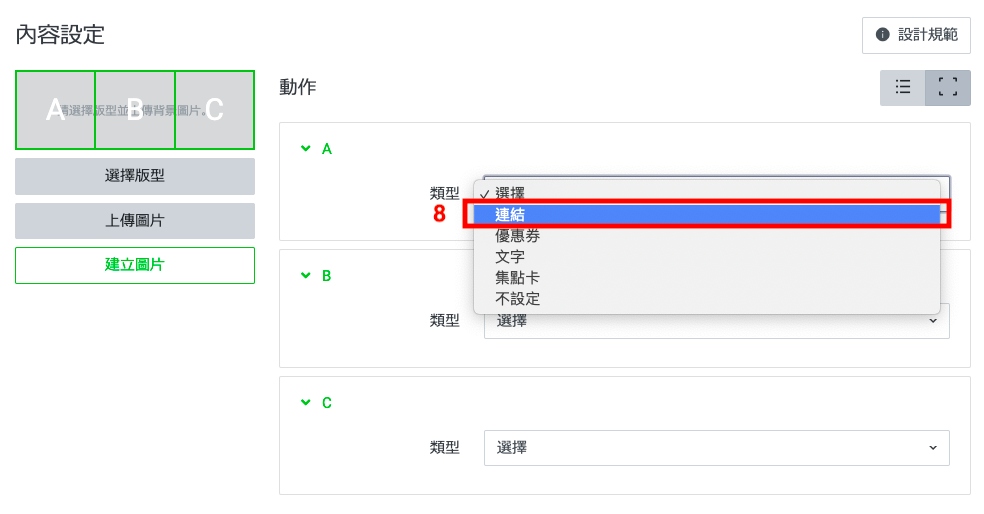 內容設定
設計規範
請選擇版型並上傳背景圖片。
A
B
C
選擇版型
上傳圖片
建立圖片
動作
A
類型
選擇
8
連結
優惠券
文字
集點卡
不設定
B
類型
選擇
C
類型
選擇